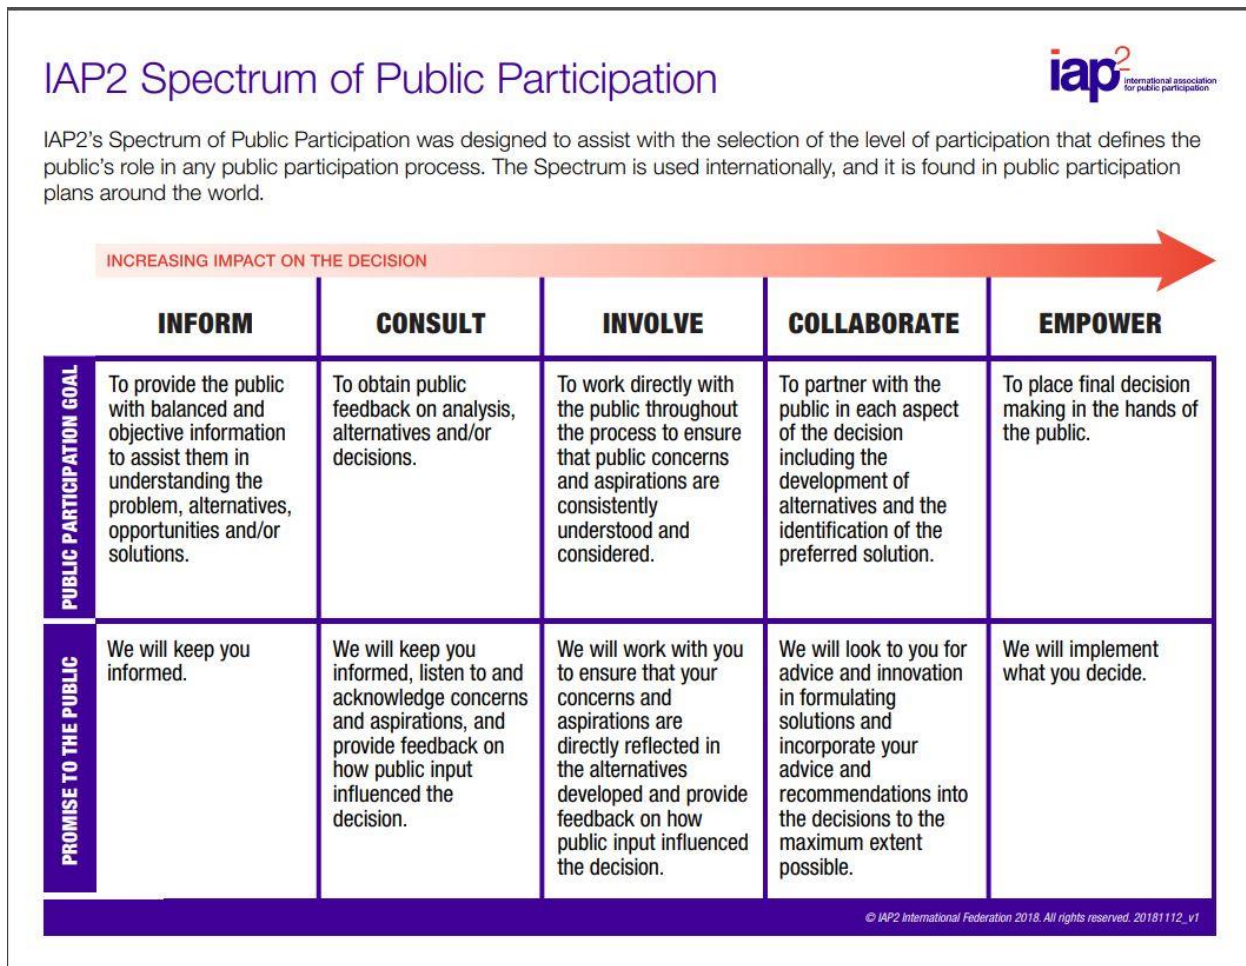 IAP2 Spectrum of Public Participation
iap2
international association
for public participation
IAP2's Spectrum of Public Participation was designed to assist with the selection of the level of participation that defines the
public's role in any public participation process. The Spectrum is used internationally, and it is found in public participation
plans around the world.
INCREASING IMPACT ON THE DECISION
INFORM
CONSULT
INVOLVE
COLLABORATE
EMPOWER
PUBLIC PARTICIPATION GOAL
To provide the public
with balanced and
objective information
to assist them in
understanding the
problem, alternatives,
opportunities and/or
solutions.
To obtain public
feedback on analysis,
alternatives and/or
decisions.
To work directly with
the public throughout
the process to ensure
that public concerns
and aspirations are
consistently
understood and
considered.
To partner with the
public in each aspect
of the decision
including the
development of
alternatives and the
identification of the
preferred solution.
To place final decision
making in the hands of
the public.
PROMISE TO THE PUBLIC
We will keep you
informed.
We will keep you
informed, listen to and
acknowledge concerns
and aspirations, and
provide feedback on
how public input
influenced the
decision.
We will work with you
to ensure that your
concerns and
aspirations are
directly reflected in
the alternatives
developed and provide
feedback on how
public input influenced
the decision.
We will look to you for
advice and innovation
in formulating
solutions and
incorporate your
advice and
recommendations into
the decisions to the
maximum extent
possible.
We will implement
what you decide.
© IAP2 International Federation 2018. All rights reserved. 20181112_v1